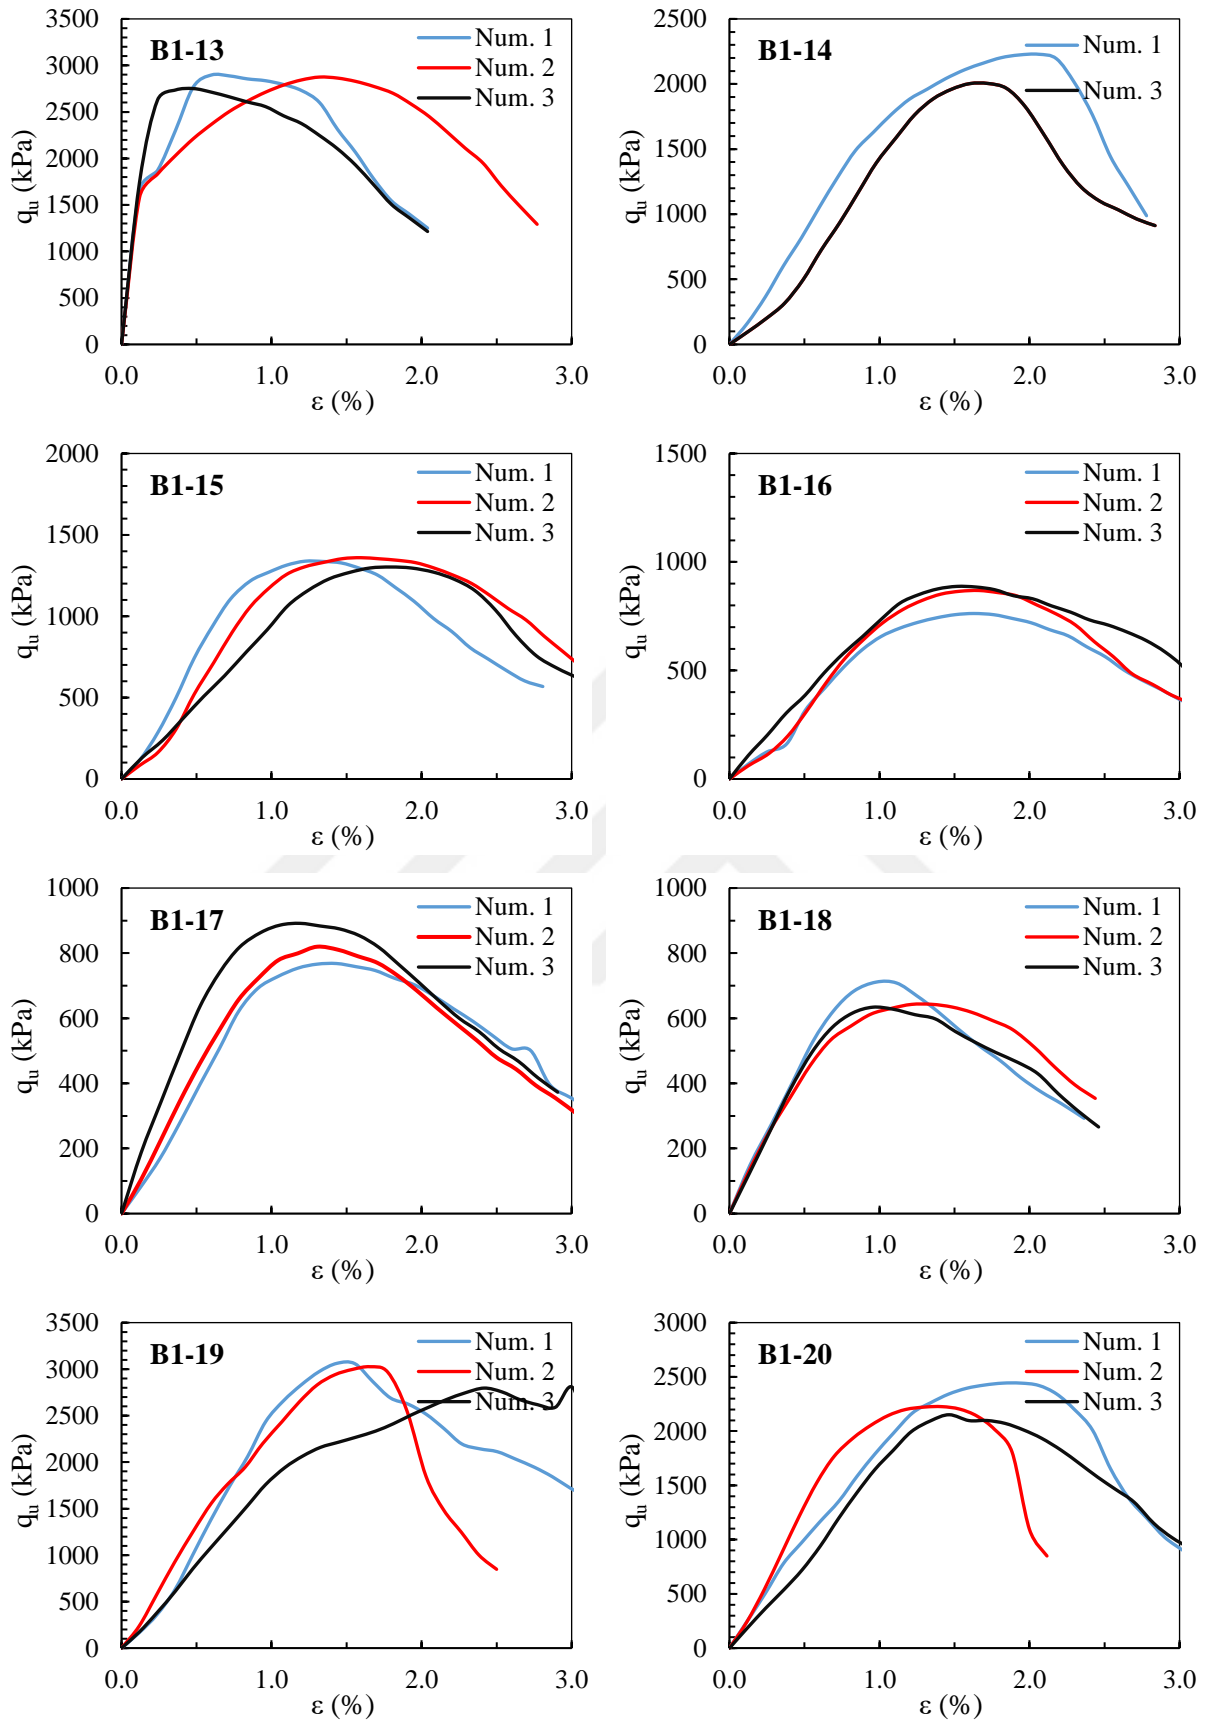 B1-13
Num. 1
Num. 2
Num. 3
3500
3000
2500
2000
1500
1000
500
0
qu (kPa)
0.0 1.0 2.0 3.0
ε (%)
B1-14
Num. 1
Num. 3
2500
2000
1500
1000
500
0
qu (kPa)
0.0 1.0 2.0 3.0
ε (%)
B1-15
Num. 1
Num. 2
Num. 3
2000
1500
1000
500
0
qu (kPa)
0.0 1.0 2.0 3.0
ε (%)
B1-16
Num. 1
Num. 2
Num. 3
1500
1000
500
0
qu (kPa)
0.0 1.0 2.0 3.0
ε (%)
B1-17
Num. 1
Num. 2
Num. 3
1000
800
600
400
200
0
qu (kPa)
0.0 1.0 2.0 3.0
ε (%)
B1-18
Num. 1
Num. 2
Num. 3
1000
800
600
400
200
0
qu (kPa)
0.0 1.0 2.0 3.0
ε (%)
B1-19
Num. 1
Num. 2
Num. 3
3500
3000
2500
2000
1500
1000
500
0
qu (kPa)
0.0 1.0 2.0 3.0
ε (%)
B1-20
Num. 1
Num. 2
Num. 3
3000
2500
2000
1500
1000
500
0
qu (kPa)
0.0 1.0 2.0 3.0
ε (%)